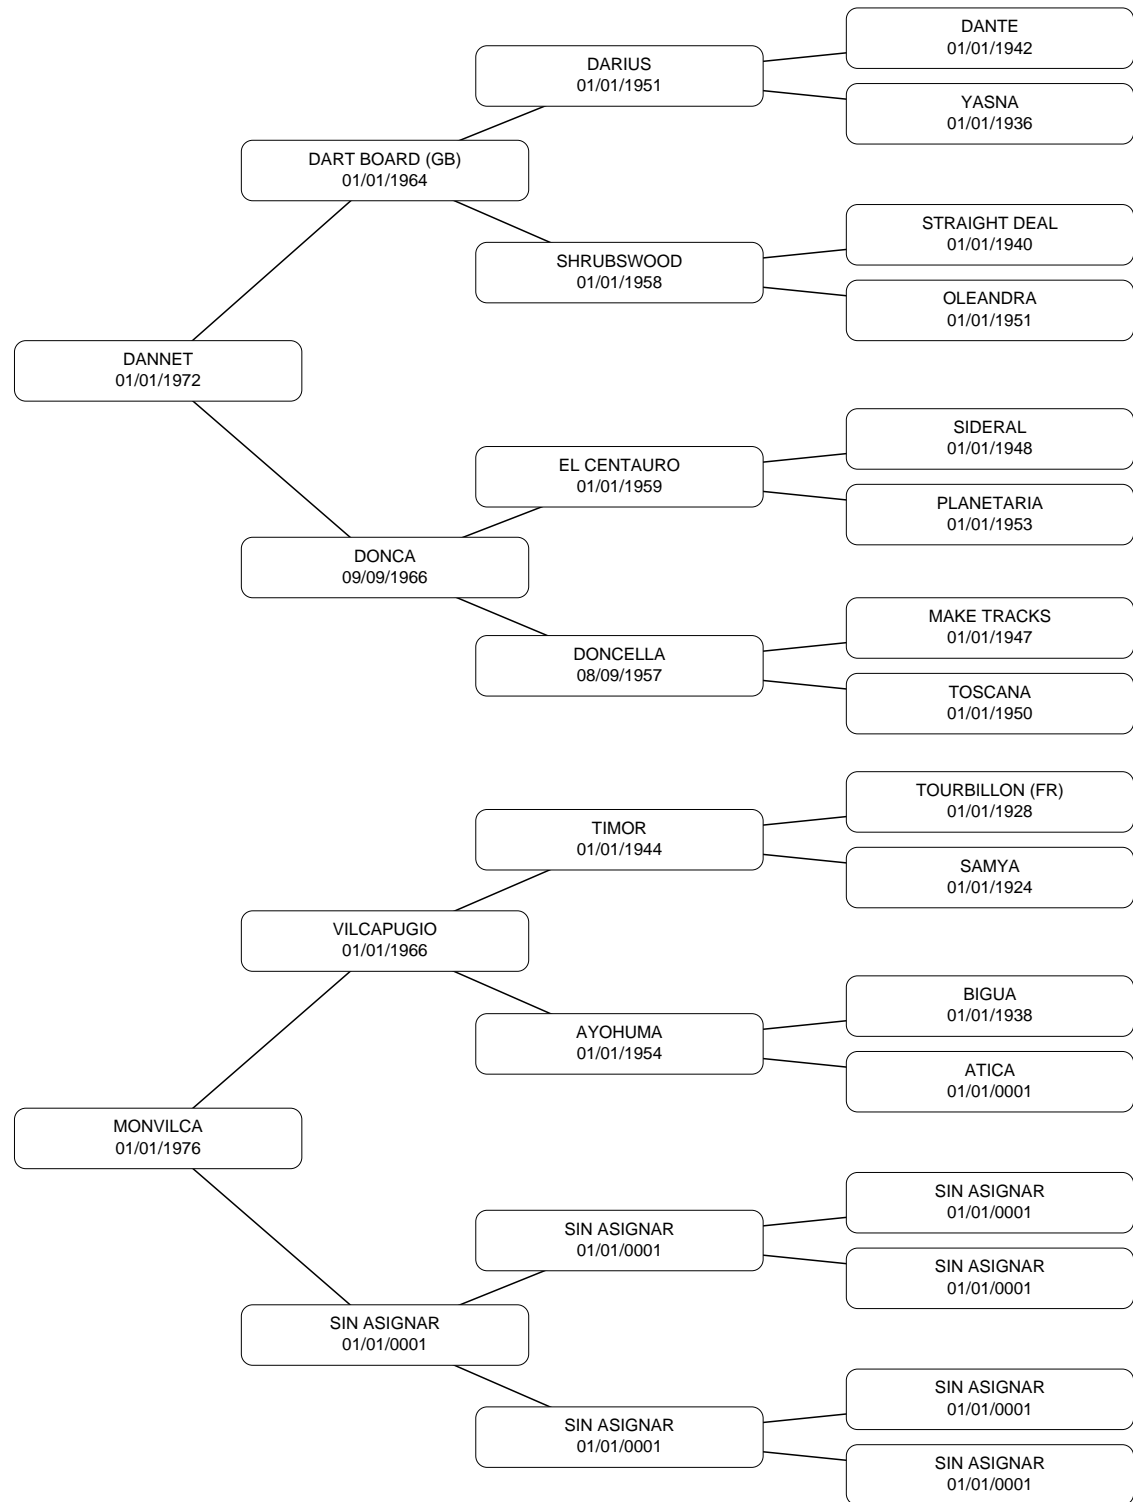 DANTE
01/01/1942
DARIUS
01/01/1951
YASNA
01/01/1936
DART BOARD (GB)
01/01/1964
STRAIGHT DEAL
01/01/1940
SHRUBSWOOD
01/01/1958
OLEANDRA
01/01/1951
DANNET
01/01/1972
SIDERAL
01/01/1948
EL CENTAURO
01/01/1959
PLANETARIA
01/01/1953
DONCA
09/09/1966
MAKE TRACKS
01/01/1947
DONCELLA
08/09/1957
TOSCANA
01/01/1950
TOURBILLON (FR)
01/01/1928
TIMOR
01/01/1944
SAMYA
01/01/1924
VILCAPUGIO
01/01/1966
BIGUA
01/01/1938
AYOHUMA
01/01/1954
ATICA
01/01/0001
MONVILCA
01/01/1976
SIN ASIGNAR
01/01/0001
SIN ASIGNAR
01/01/0001
SIN ASIGNAR
01/01/0001
SIN ASIGNAR
01/01/0001
SIN ASIGNAR
01/01/0001
SIN ASIGNAR
01/01/0001
SIN ASIGNAR
01/01/0001